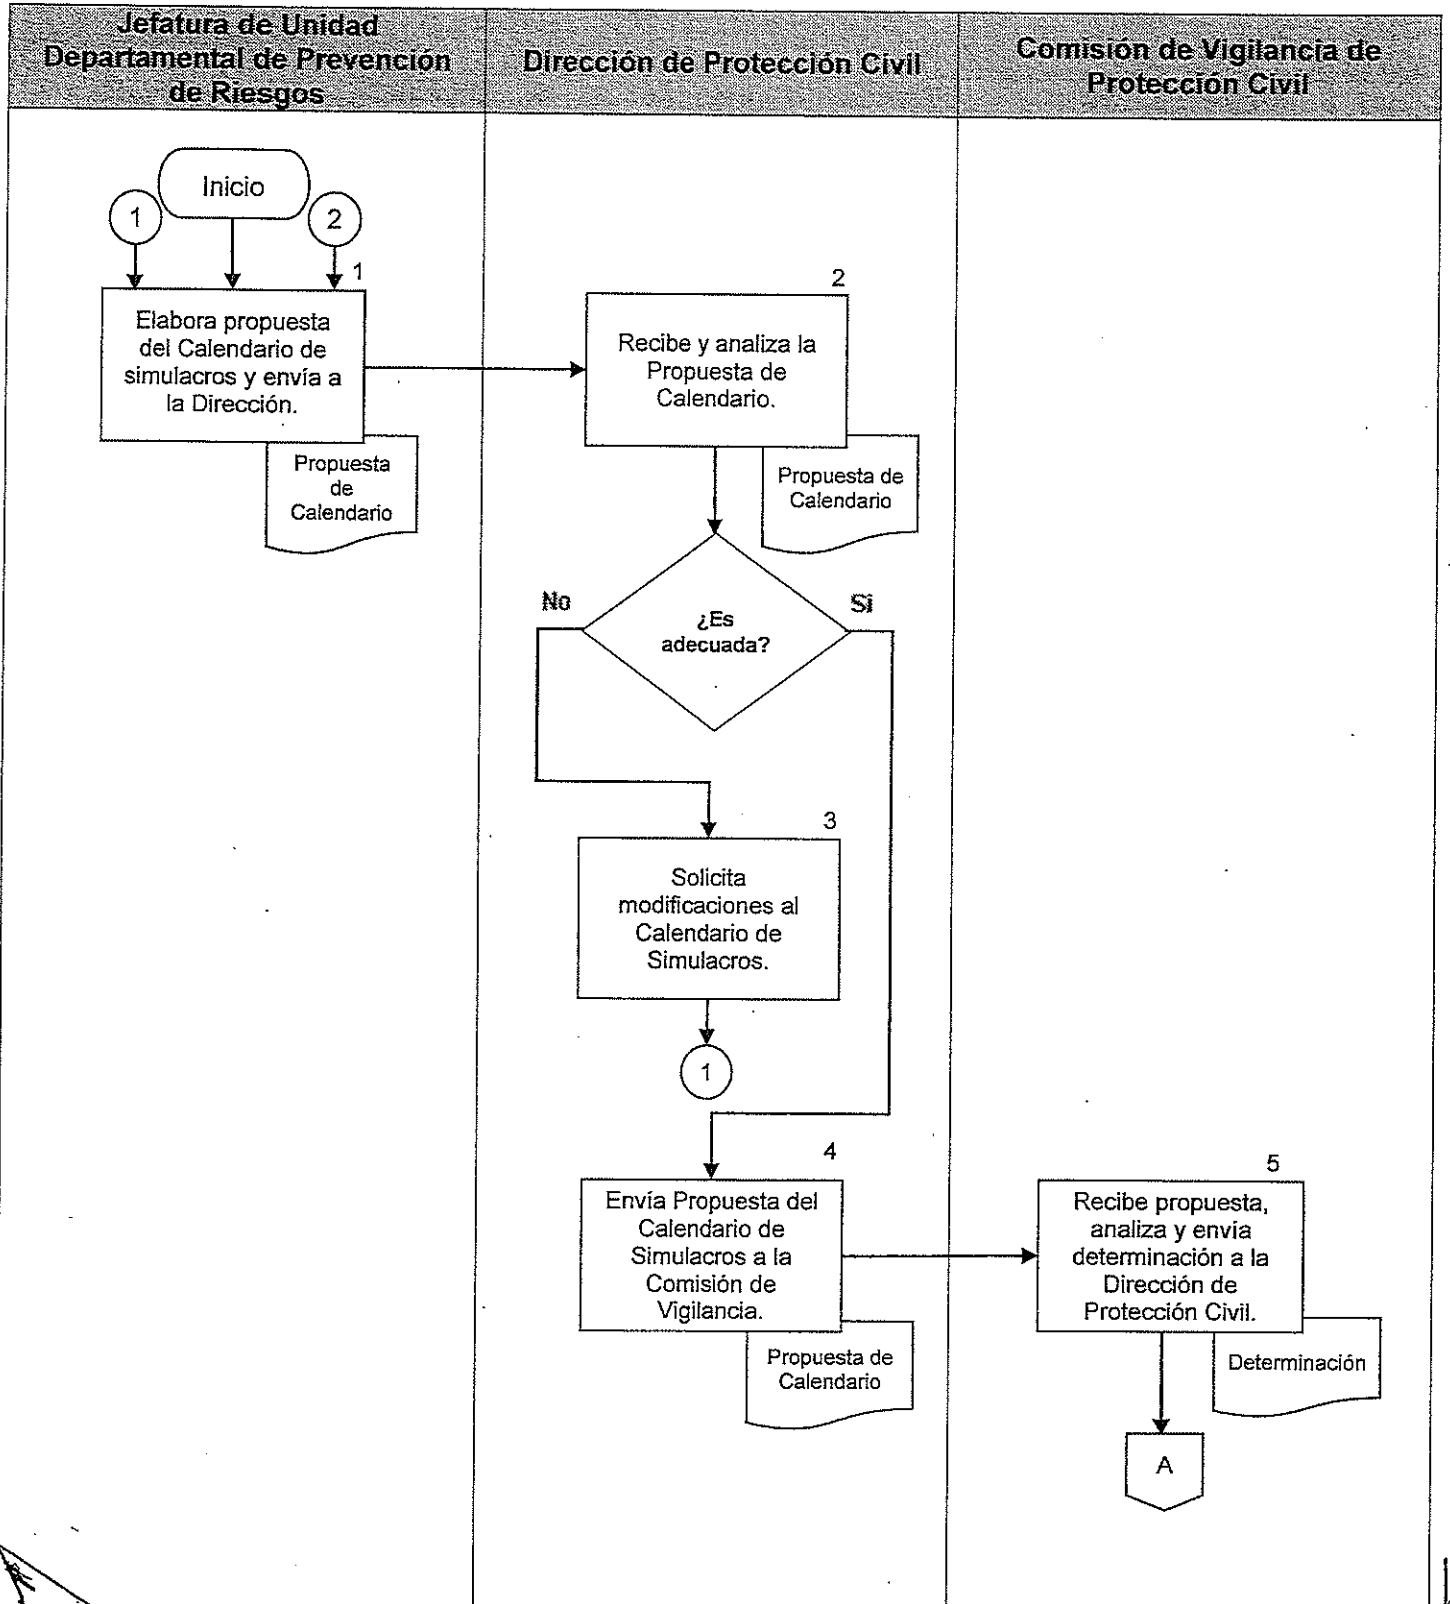 Jefatura de Unidad
Departamental de Prevención
de Riesgos
Dirección de Protección Civil
Comisión de Vigilancia de
Protección Civil
Inicio
1
2
1
Elabora propuesta
del Calendario de
simulacros y envía a
la Dirección.
Propuesta
de
Calendario
2
Recibe y analiza la
Propuesta de
Calendario.
Propuesta de
Calendario
No
¿Es
adecuada?
Si
3
Solicita
modificaciones al
Calendario de
Simulacros.
1
4
Envía Propuesta del
Calendario de
Simulacros a la
Comisión de
Vigilancia.
Propuesta de
Calendario
5
Recibe propuesta,
analiza y envía
determinación a la
Dirección de
Protección Civil.
Determinación
A